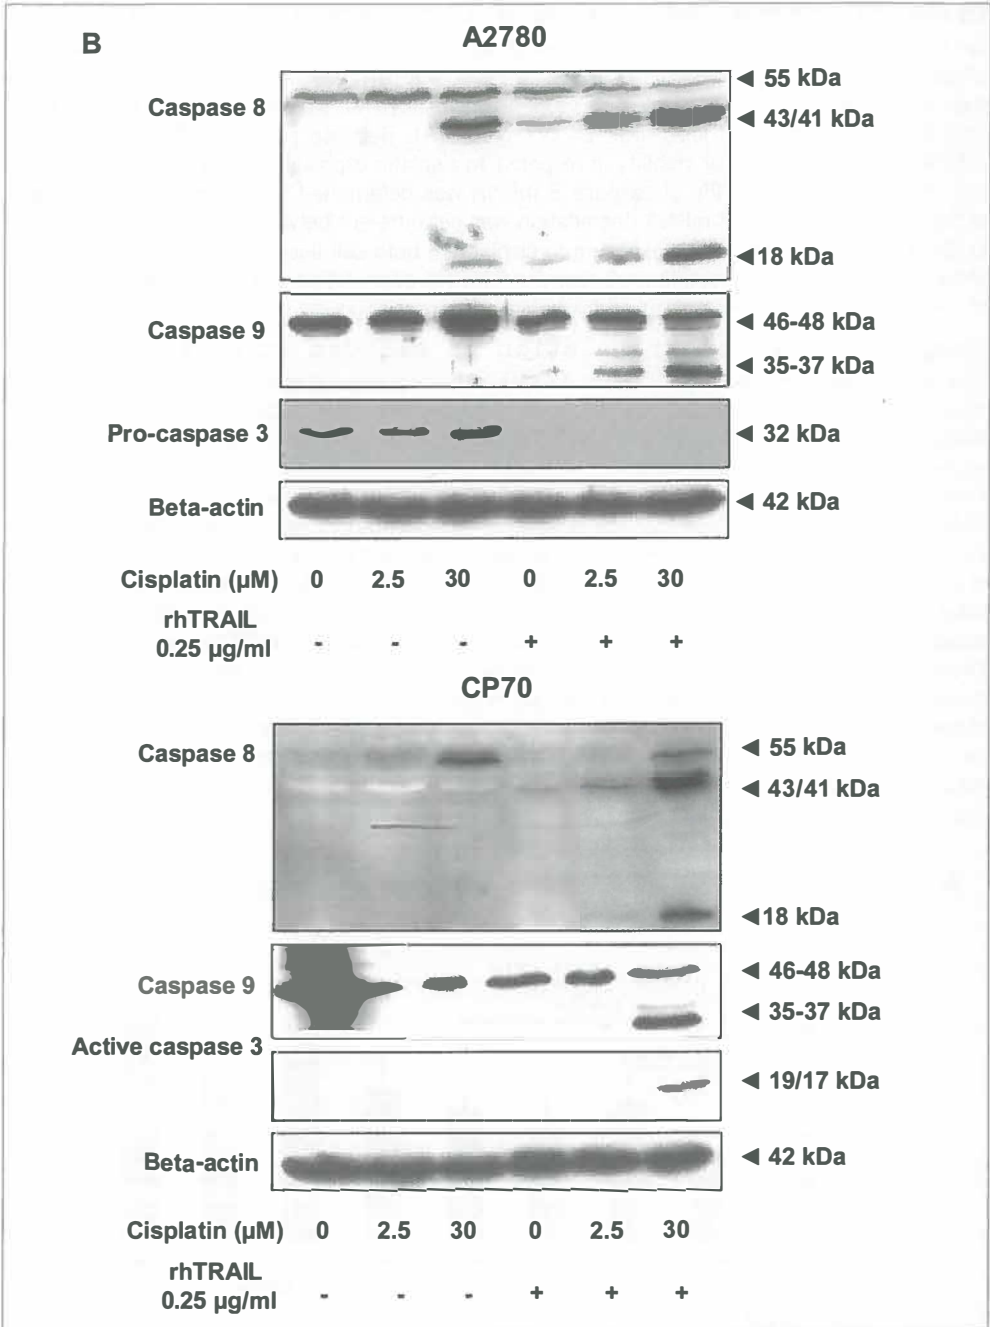 B
A2780
Caspase 8
◄ 55 kDa
◄ 43/41 kDa
◄18 kDa
Caspase 9
◄ 46-48 kDa
◄ 35-37 kDa
Pro-caspase 3
◄ 32 kDa
Beta-actin
◄ 42 kDa
Cisplatin (µM) 0 2.5 30 0 2.5 30
rhTRAIL
0.25 µg/ml - - - + + +
CP70
Caspase 8
◄ 55 kDa
◄ 43/41 kDa
◄18 kDa
Caspase 9
◄ 46-48 kDa
◄ 35-37 kDa
Active caspase 3
◄ 19/17 kDa
Beta-actin
◄ 42 kDa
Cisplatin (µM) 0 2.5 30 0 2.5 30
rhTRAIL
0.25 µg/ml - - - + + +